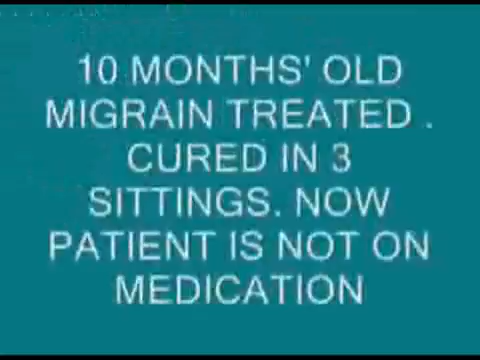 10 MONTHS' OLD
MIGRAIN TREATED .
CURED IN 3
SITTINGS. NOW
PATIENT IS NOT ON
MEDICATION